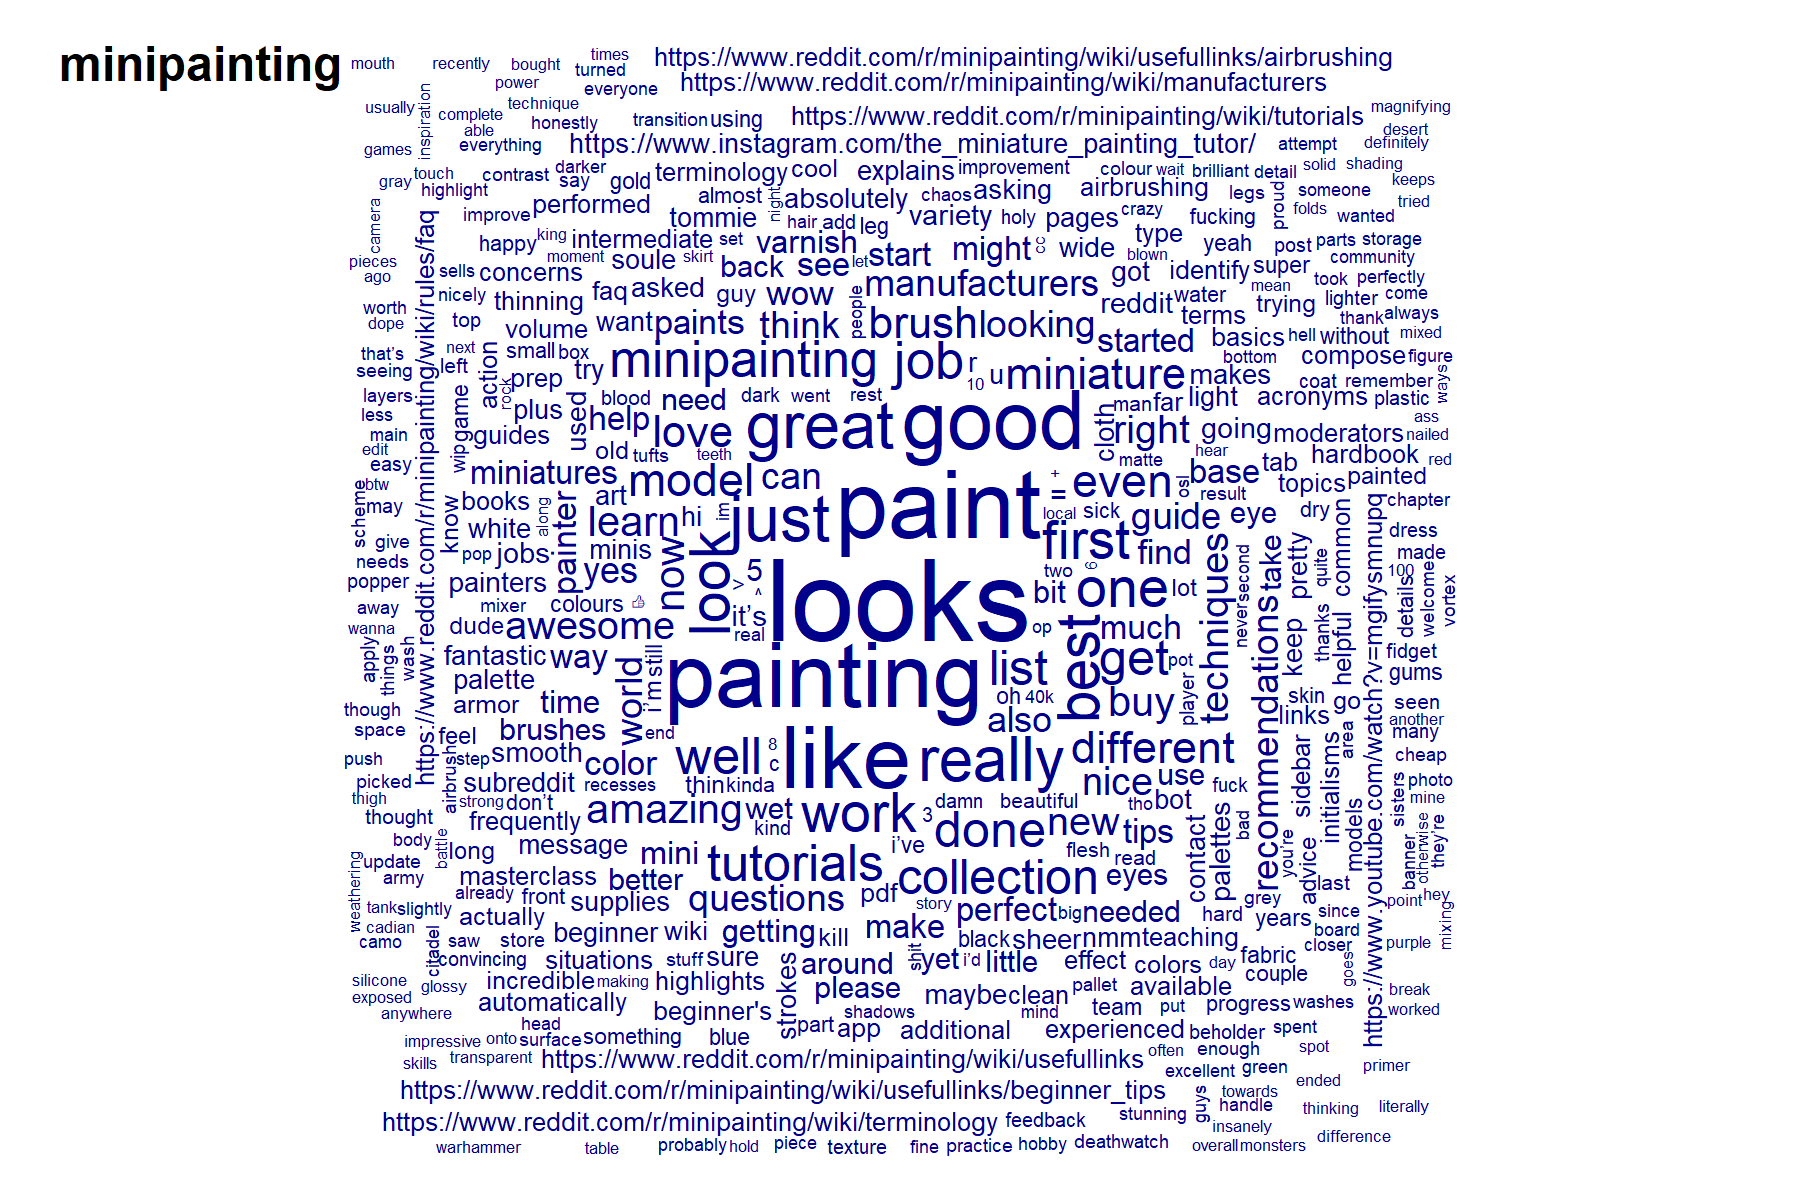 minipainting
mouth recently bought times https://www.reddit.com/r/minipainting/wiki/usefullinks/airbrushing
power turned everyone https://www.reddit.com/r/minipainting/wiki/manufacturers
usually inspiration complete technique honestly transition using https://www.reddit.com/r/minipainting/wiki/tutorials magnifying
able desert
games everything https://www.instagram.com/the_miniature_painting_tutor/ attempt definitely
touch contrast darker terminology cool explains improvement colour wait brilliant detail solid shading
gray highlight say gold almost night absolutely chaos asking airbrushing legs proud someone keeps
camera improve performed tommie hair add leg variety holy pages crazy fucking folds wanted tried
happy king intermediate set varnish start might cc wide type yeah post parts storage
pieces moment soule skirt back see let blown community
ago sells concerns got identify super took perfectly
https://www.reddit.com/r/minipainting/wiki/rules/faq
worth nicely thinning faq asked guy wow people manufacturers reddit water mean trying lighter come
dope top volume want paints think brush looking terms thank always
that's next small box started basics hell without mixed
seeing left action rock prep try minipainting job r 10 u miniature makes bottom compose figure
layers game plus used blood need dark went rest man far light acronyms coat remember plastic ways
less help great good cloth ass
main wip guides love right going moderators nailed
edit old tufts teeth hear hardbook red
easy miniatures model can + matte base tab
btw even osl topics painted
scheme may know books along painter art learn hi im just paint = local sick result guide eye dry chapter
give white minis look first find common dress
needs pop jobs yes now > 5 two 6 techniques second take pretty quite made
popper painters ^ looks bit one lot 100
https://www.youtube.com/watch?v=mgifysmnupq
away mixer colours 👍 it's details welcome vortex
wanna dude awesome real op much never keep thanks helpful
apply things wash fantastic way world i'm still painting list best get pot fidget
palette oh 40k gums
though armor time also buy player recommendations skin go seen
space feel brushes end links another
push airbrush step smooth color well 8 c like really different sidebar initialisms area many cheap
picked subreddit recesses thin kinda nice use fuck photo
thigh strong don't amazing wet work 3 damn beautiful tho bot sisters mine
thought frequently kind i've done new tips contact palettes bad you're models banner otherwise they're
body battle long message mini tutorials flesh read
weathering update masterclass better collection eyes advice last
army already front supplies questions pdf story perfect big needed hard grey point hey
tank slightly actually years since mixing
cadian citadel beginner wiki getting kill make black sheer nmm teaching board
camo saw store closer purple
convincing situations stuff sure strokes around shit yet i'd little effect colors day fabric goes
silicone glossy incredible making highlights please maybe clean pallet available couple break
exposed automatically shadows mind team put progress washes worked
anywhere head beginner's part app additional experienced beholder spent
impressive onto surface something blue often enough spot
skills transparent https://www.reddit.com/r/minipainting/wiki/usefullinks excellent green primer
https://www.reddit.com/r/minipainting/wiki/usefullinks/beginner_tips guys towards ended
handle thinking literally
https://www.reddit.com/r/minipainting/wiki/terminology feedback stunning insanely
warhammer table probably hold piece texture fine practice hobby deathwatch overall monsters difference